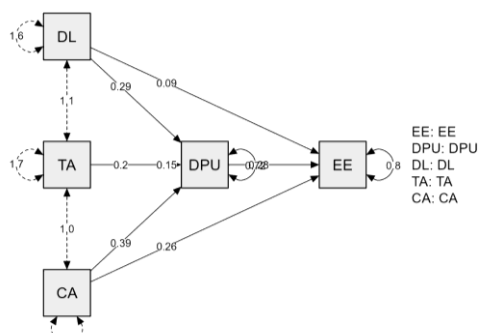 1.6
DL
0.09
0.29
1.1
1.7
TA
0.2
0.15
DPU
EE
0.8
EE: EE
DPU: DPU
DL: DL
TA: TA
CA: CA
1.0
0.39
0.26
CA